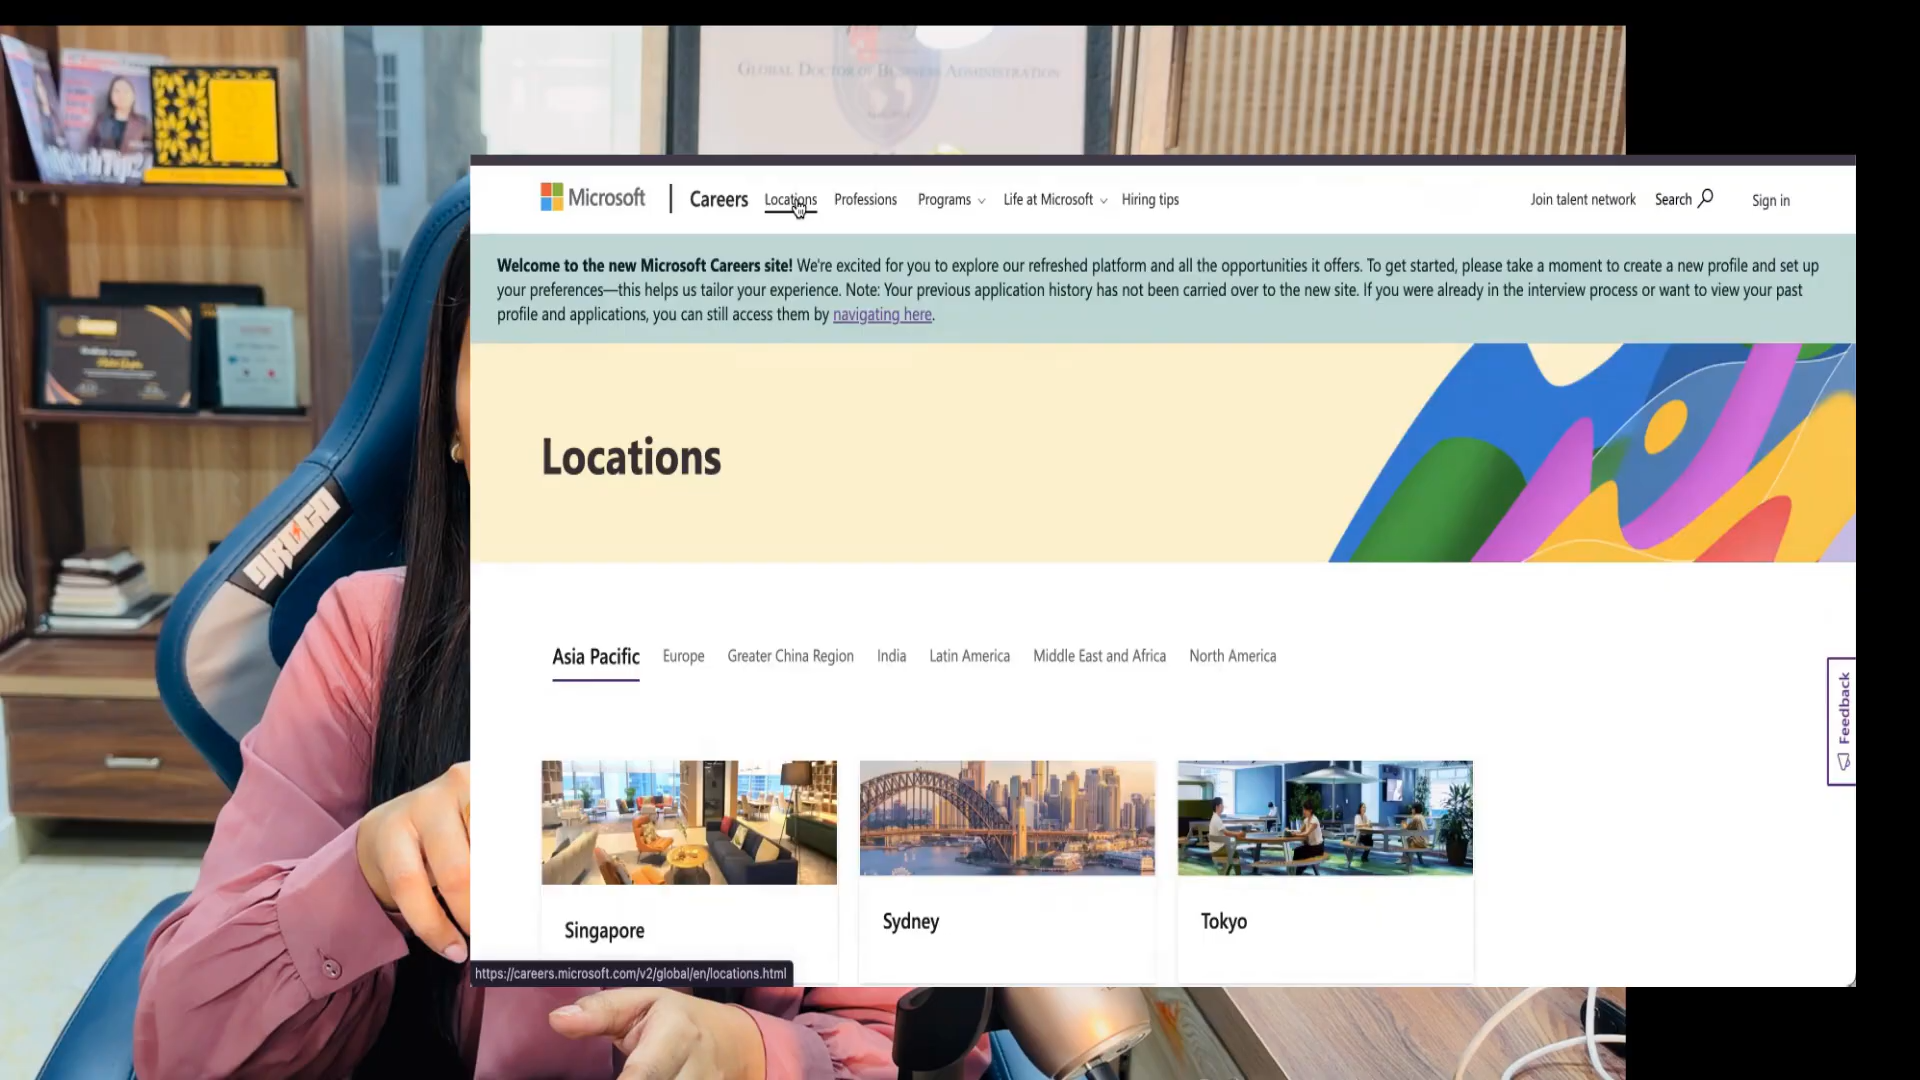 GLOBAL DOCTOR OF BUSINESS ADMINISTRATION
Microsoft
Careers
Locations
Professions
Programs
Life at Microsoft
Hiring tips
Join talent network
Search
Sign in
Welcome to the new Microsoft Careers site! We're excited for you to explore our refreshed platform and all the opportunities it offers. To get started, please take a moment to create a new profile and set up
your preferences—this helps us tailor your experience. Note: Your previous application history has not been carried over to the new site. If you were already in the interview process or want to view your past
profile and applications, you can still access them by navigating here.
Locations
Asia Pacific
Europe
Greater China Region
India
Latin America
Middle East and Africa
North America
Feedback
Singapore
Sydney
Tokyo
https://careers.microsoft.com/v2/global/en/locations.html